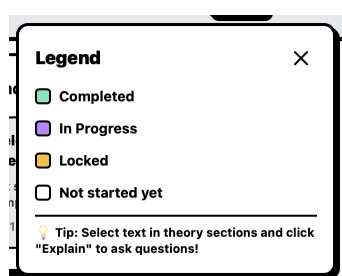 Legend
Completed
In Progress
Locked
Not started yet
💡 Tip: Select text in theory sections and click
"Explain" to ask questions!